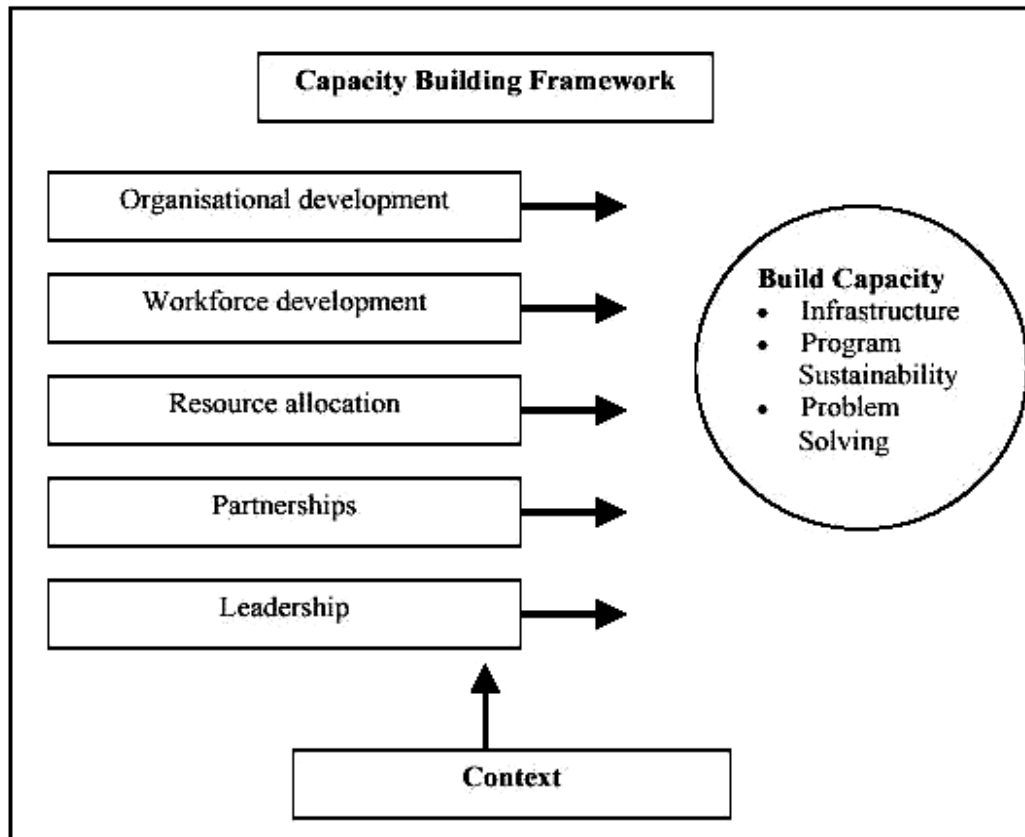 Capacity Building Framework
Organisational development
Workforce development
Resource allocation
Partnerships
Leadership
Build Capacity
• Infrastructure
• Program
Sustainability
• Problem
Solving
Context